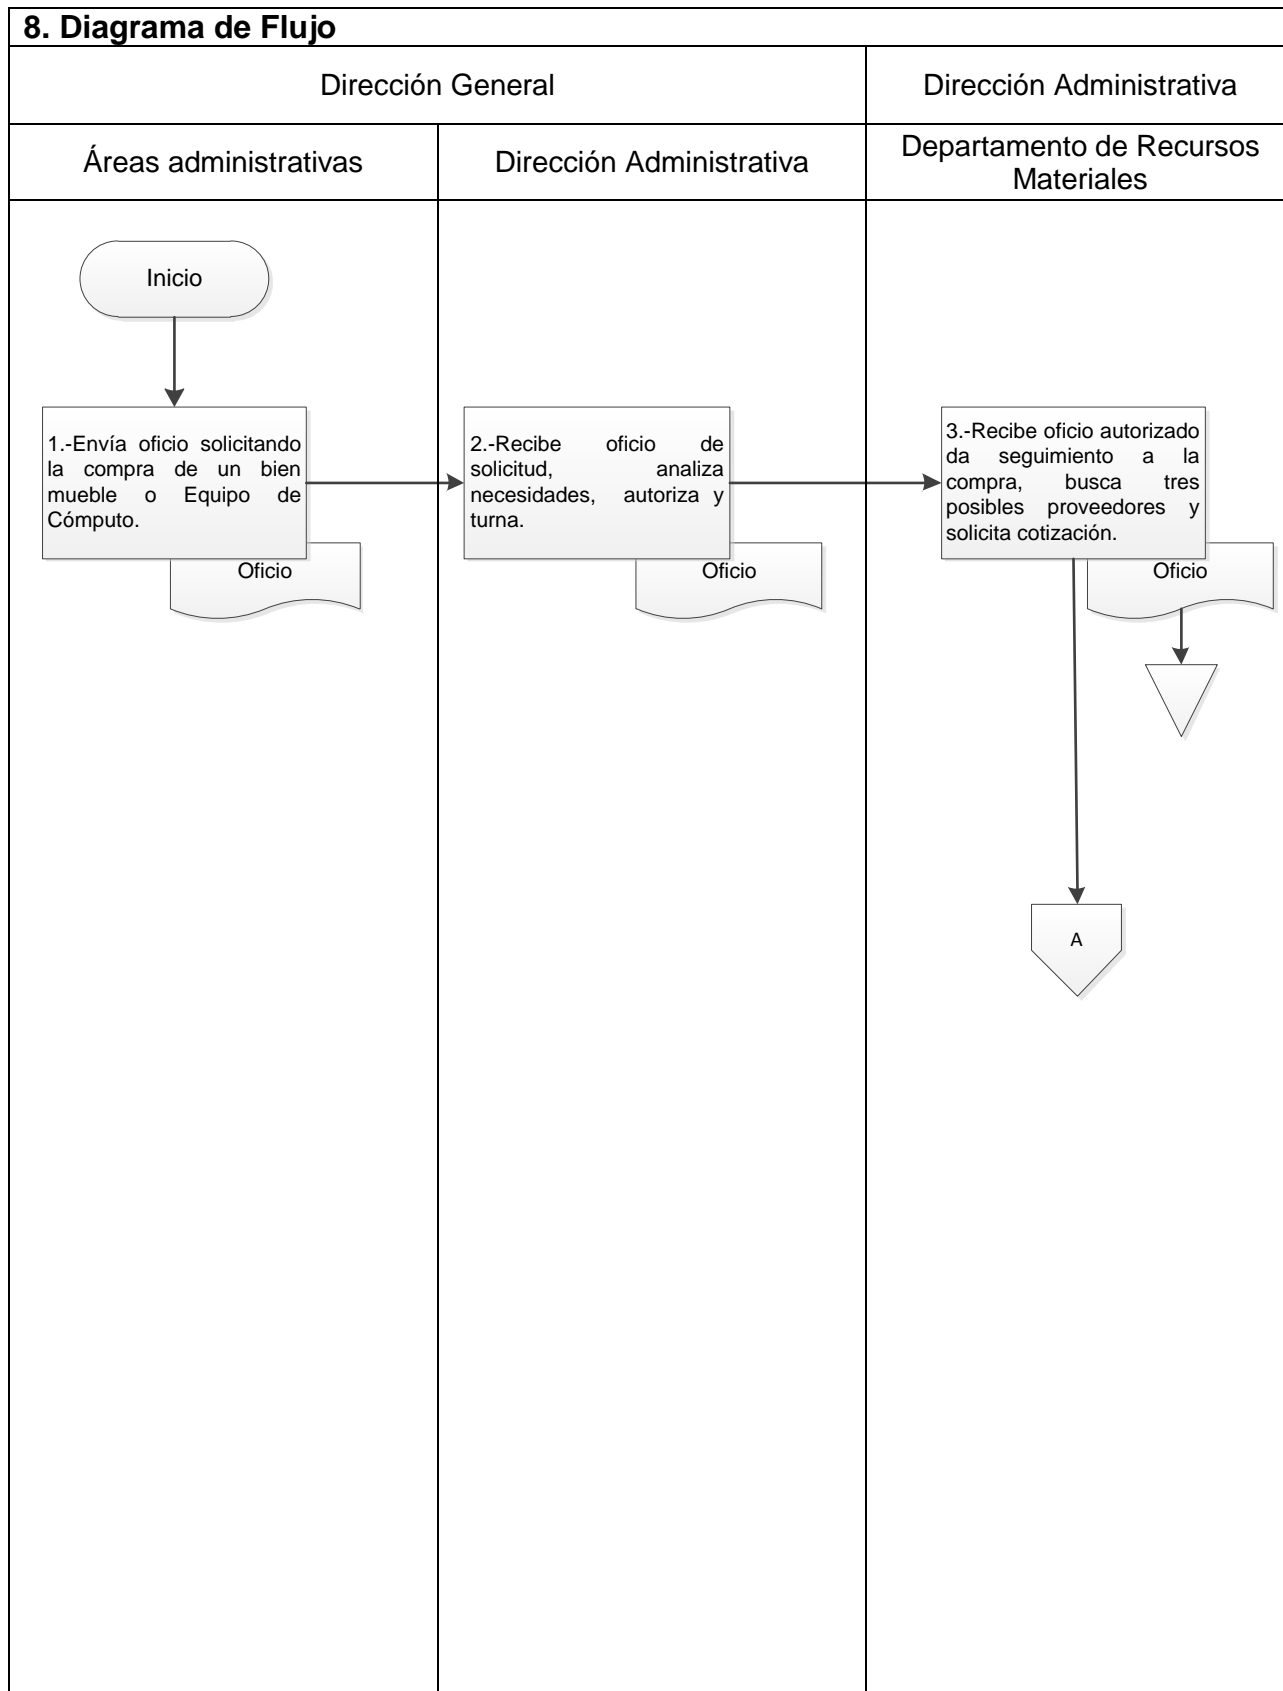 8. Diagrama de Flujo
Dirección General
Dirección Administrativa
Áreas administrativas
Dirección Administrativa
Departamento de Recursos
Materiales
Inicio
1.-Envía oficio solicitando
la compra de un bien
mueble o Equipo de
Cómputo.
Oficio
2.-Recibe oficio de
solicitud, analiza
necesidades, autoriza y
turna.
Oficio
3.-Recibe oficio autorizado
da seguimiento a la
compra, busca tres
posibles proveedores y
solicita cotización.
Oficio
A